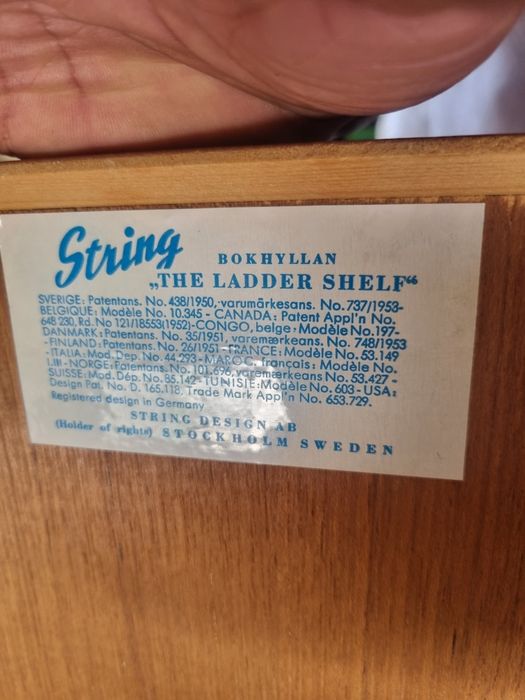 String
BOKHYLLAN
„THE LADDER SHELF“
SVERIGE: Patentans. No. 438/1950,-varumärkesans. No. 737/1953-
BELGIQUE: Modèle No. 10.345 - CANADA: Patent Appl'n No.
648 230, Rd. No 121/18553(1952)-CONGO, belge: Modèle No.197-
DANMARK: Patentans. No. 35/1951, varemærkeans. No. 748/1953
- FINLAND: Patentans. No. 26/1951 - FRANCE: Modèle No. 53.149
- ITALIA: Mod. Dep. No. 44.293 - MAROC, français: Modèle No.
1.111 - NORGE: Patentans. No. 101.696, varemærkeans No. 53.427 -
SUISSE: Mod. Dép. No. 85.142 - TUNISIE: Modèle No. 603 - USA:
Design Pat. No. D. 165.118, Trade Mark Appl'n No. 653.729.
Registered design in Germany
STRING DESIGN AB
(Holder of rights) STOCKHOLM SWEDEN